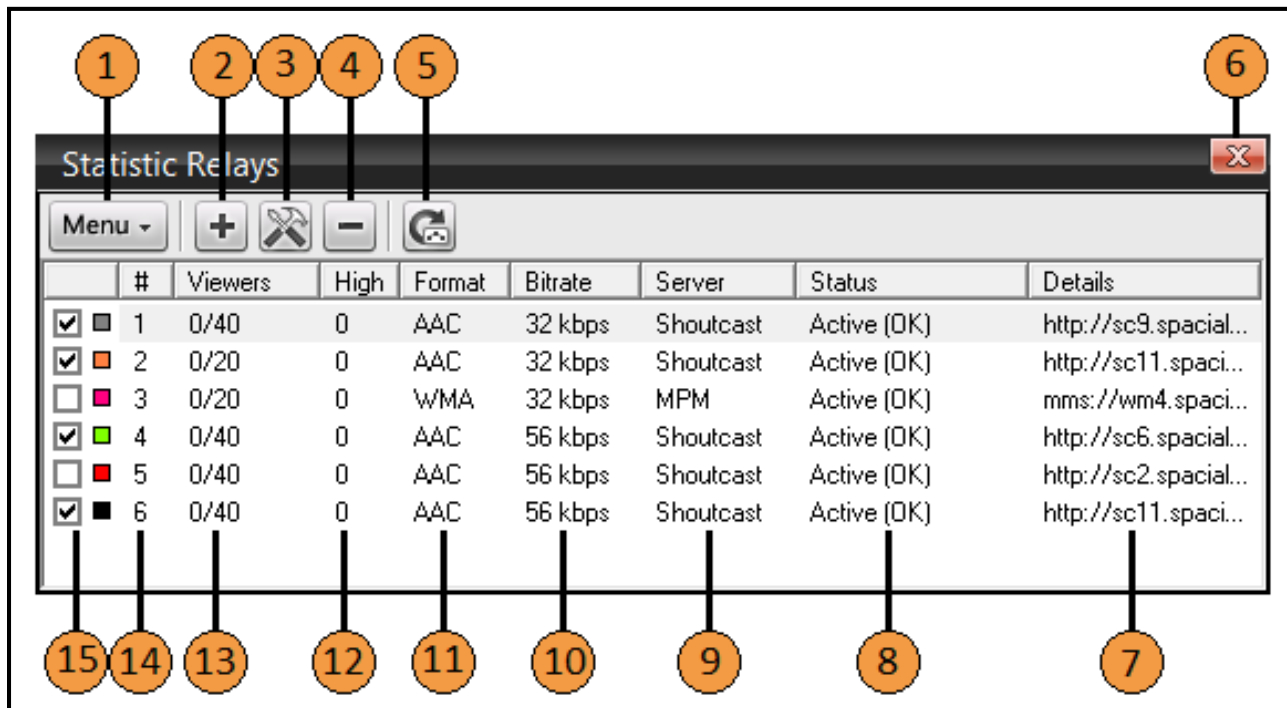 1 2 3 4 5 6
Statistic Relays
Menu
# Viewers High Format Bitrate Server Status Details
1 0/40 0 AAC 32 kbps Shoutcast Active (OK) http://sc9.spacial...
2 0/20 0 AAC 32 kbps Shoutcast Active (OK) http://sc11.spaci...
3 0/20 0 WMA 32 kbps MPM Active (OK) mms://wm4.spaci...
4 0/40 0 AAC 56 kbps Shoutcast Active (OK) http://sc6.spacial...
5 0/40 0 AAC 56 kbps Shoutcast Active (OK) http://sc2.spacial...
6 0/40 0 AAC 56 kbps Shoutcast Active (OK) http://sc11.spaci...
15 14 13 12 11 10 9 8 7